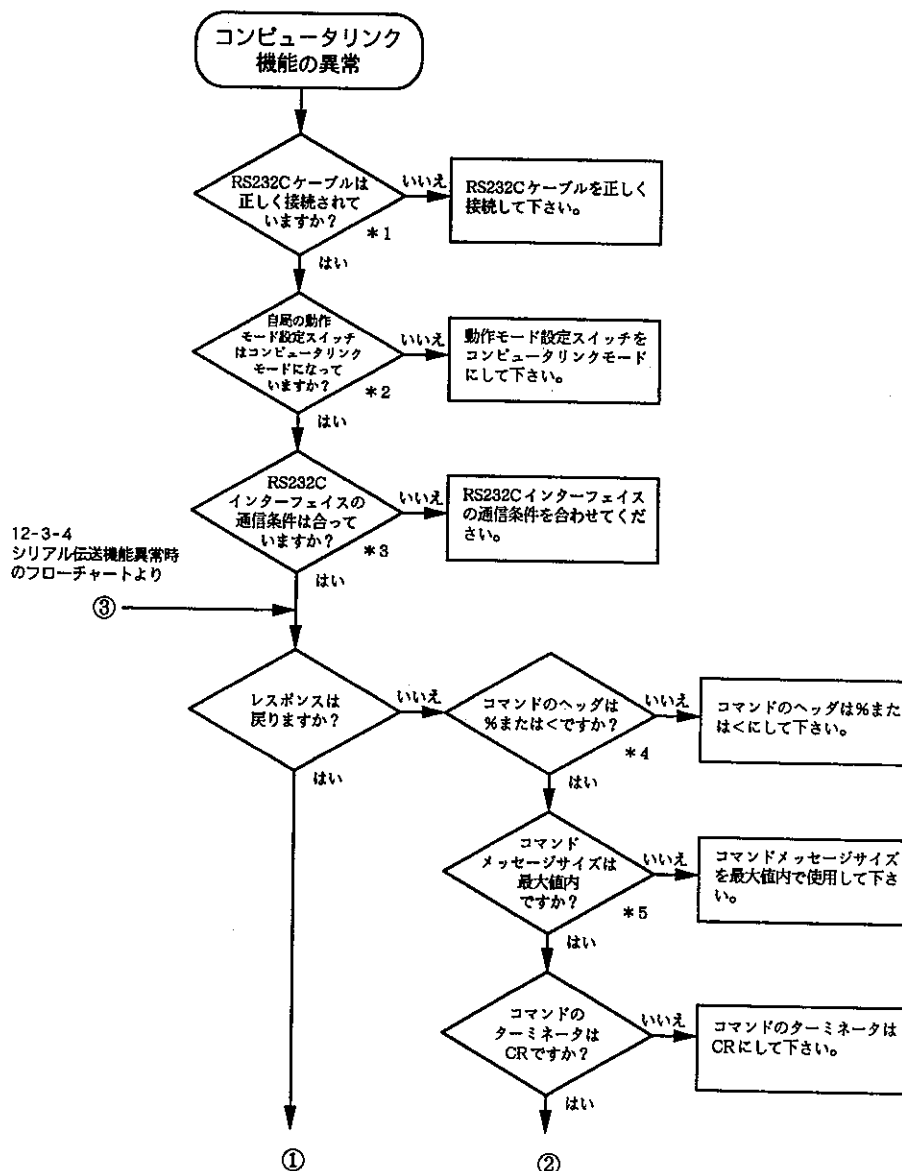 コンピュータリンク
機能の異常
RS232Cケーブルは
正しく接続されて
いますか？
＊1
いいえ
RS232Cケーブルを正しく
接続して下さい。
はい
自局の動作
モード設定スイッチ
はコンピュータリンク
モードになって
いますか？
＊2
いいえ
動作モード設定スイッチを
コンピュータリンクモード
にして下さい。
はい
RS232C
インターフェイスの
通信条件は合って
いますか？
＊3
いいえ
RS232Cインターフェイス
の通信条件を合わせてくだ
さい。
はい
12-3-4
シリアル伝送機能異常時
のフローチャートより
③
レスポンスは
戻りますか？
いいえ
はい
コマンドのヘッダは
％または＜ですか？
＊4
いいえ
コマンドのヘッダは％また
は＜にして下さい。
はい
コマンド
メッセージサイズは
最大値内
ですか？
＊5
いいえ
コマンドメッセージサイズ
を最大値内で使用して下さ
い。
はい
コマンドの
ターミネータは
CRですか？
いいえ
コマンドのターミネータは
CRにして下さい。
はい
①
②